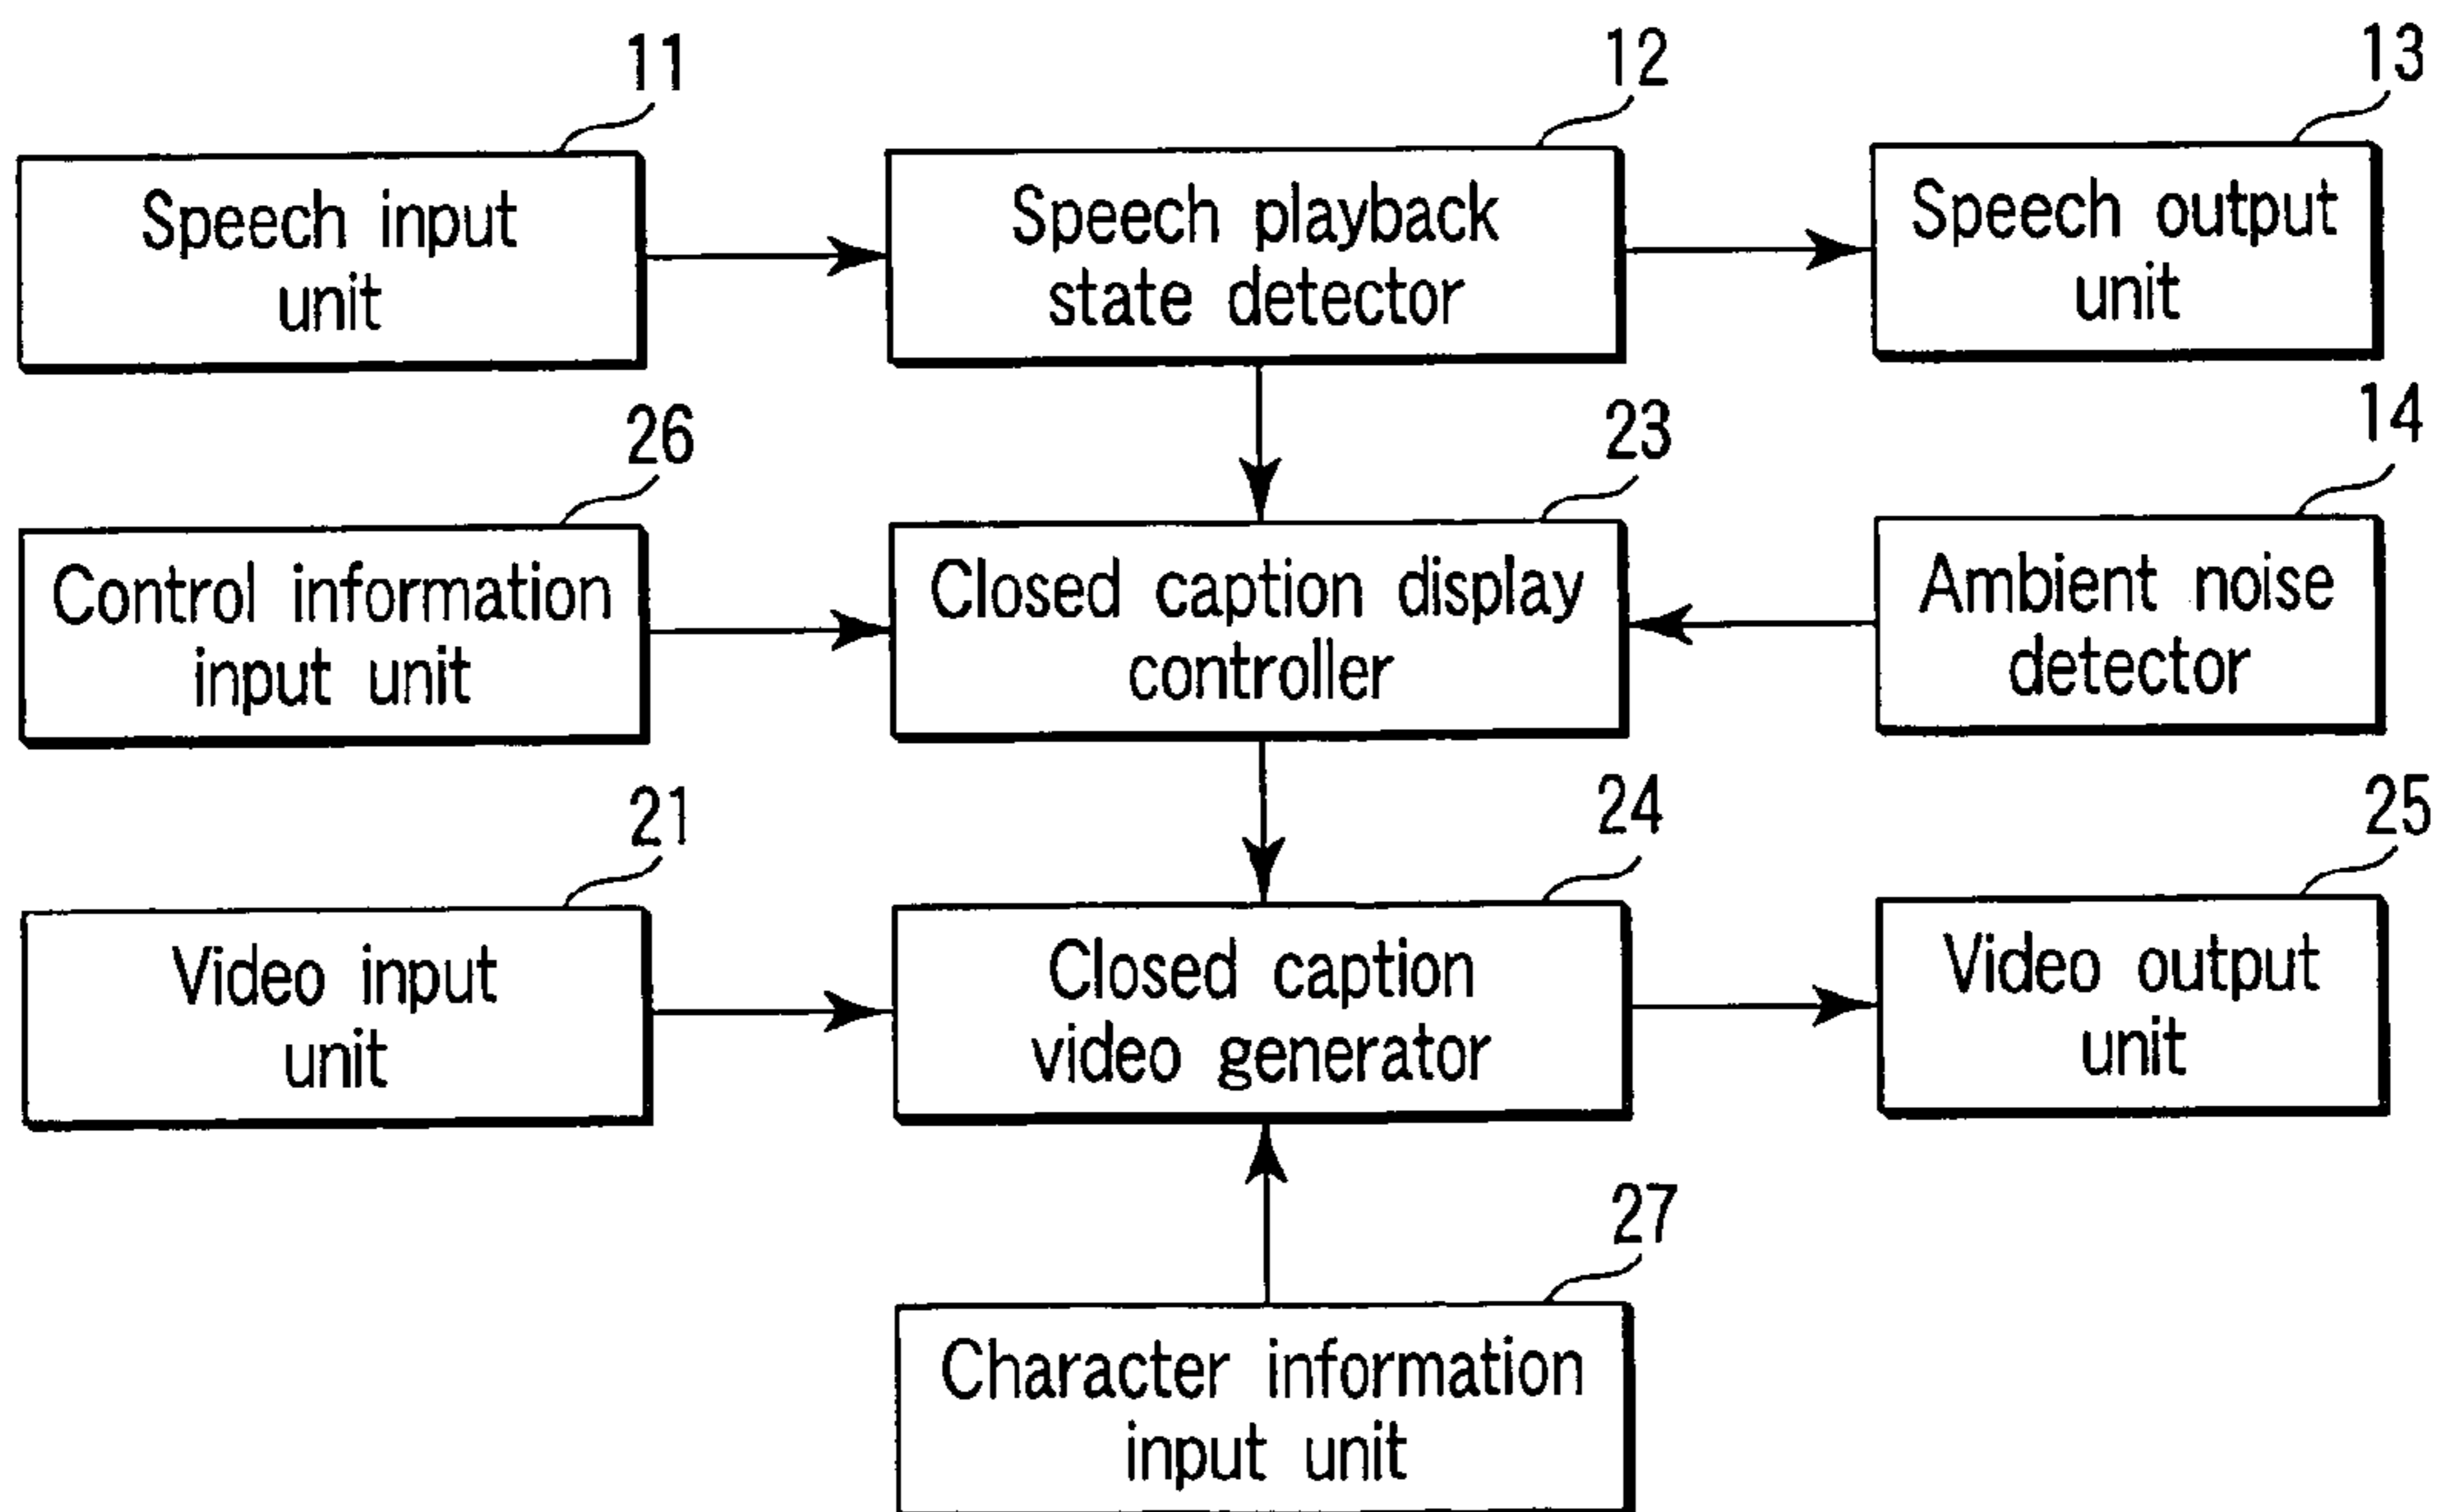 11
12
13
Speech input
unit
Speech playback
state detector
Speech output
unit
26
23
14
Control information
input unit
Closed caption display
controller
Ambient noise
detector
21
24
25
Video input
unit
Closed caption
video generator
Video output
unit
27
Character information
input unit